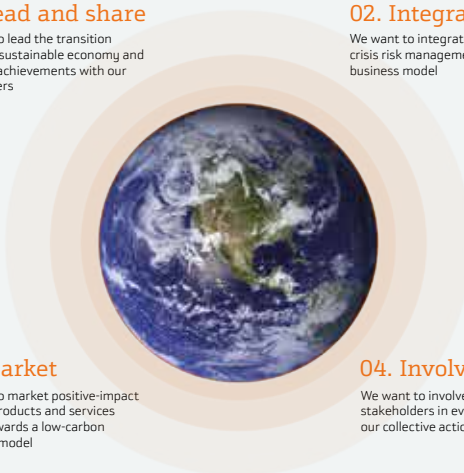 ead and share
o lead the transition
sustainable economy and
achievements with our
ers
02. Integra
We want to integrat
crisis risk manageme
business model
arket
o market positive-impact
roducts and services
wards a low-carbon
model
04. Involv
We want to involve
stakeholders in ev
our collective actic